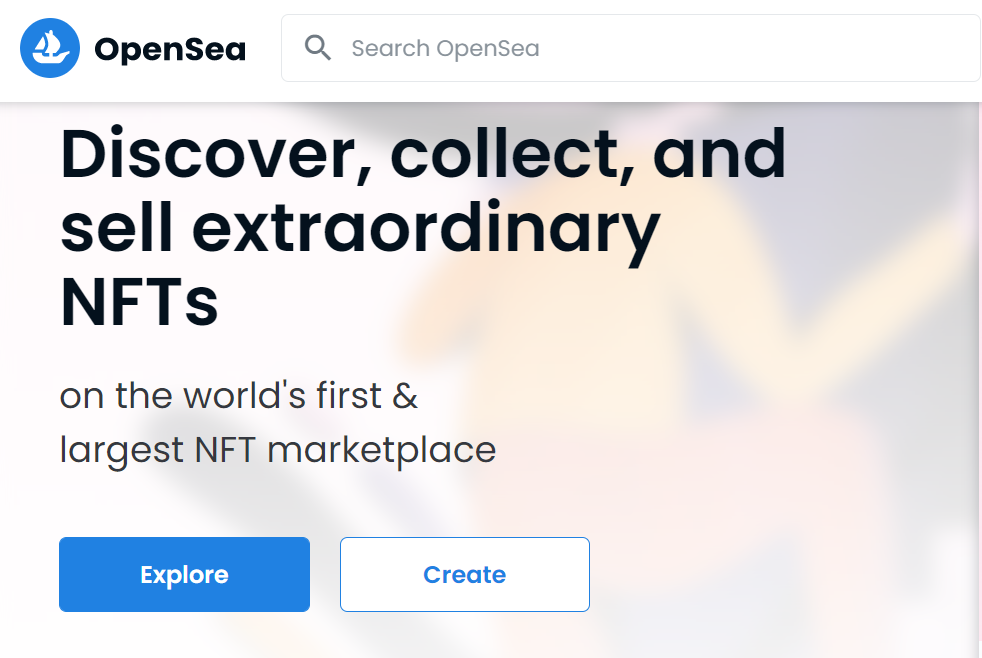 OpenSea
Search OpenSea
Discover, collect, and
sell extraordinary
NFTs
on the world's first &
largest NFT marketplace
Explore
Create